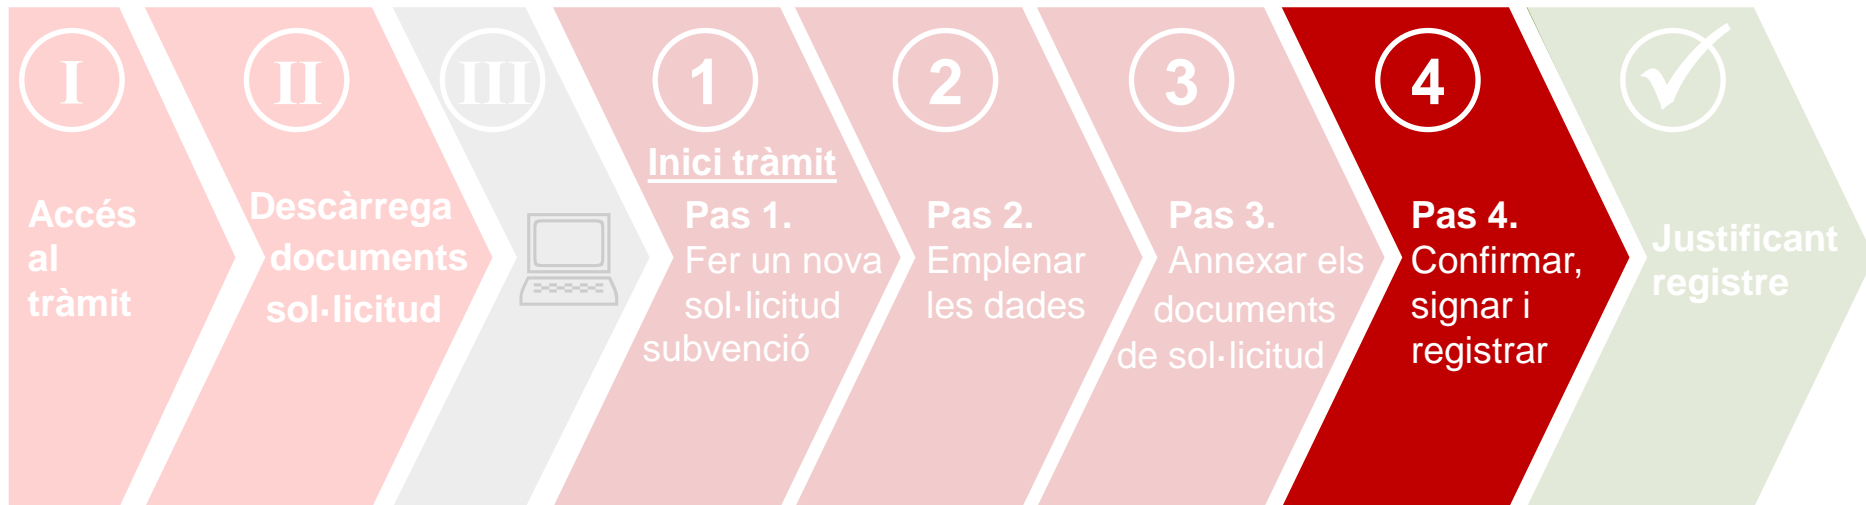 I
Accés
al
tràmit
II
Descàrrega
documents
sol·licitud
III
1
Inici tràmit
Pas 1.
Fer un nova
sol·licitud
subvenció
2
Pas 2.
Emplenar
les dades
3
Pas 3.
Annexar els
documents
de sol·licitud
4
Pas 4.
Confirmar,
signar i
registrar
Justificant
registre